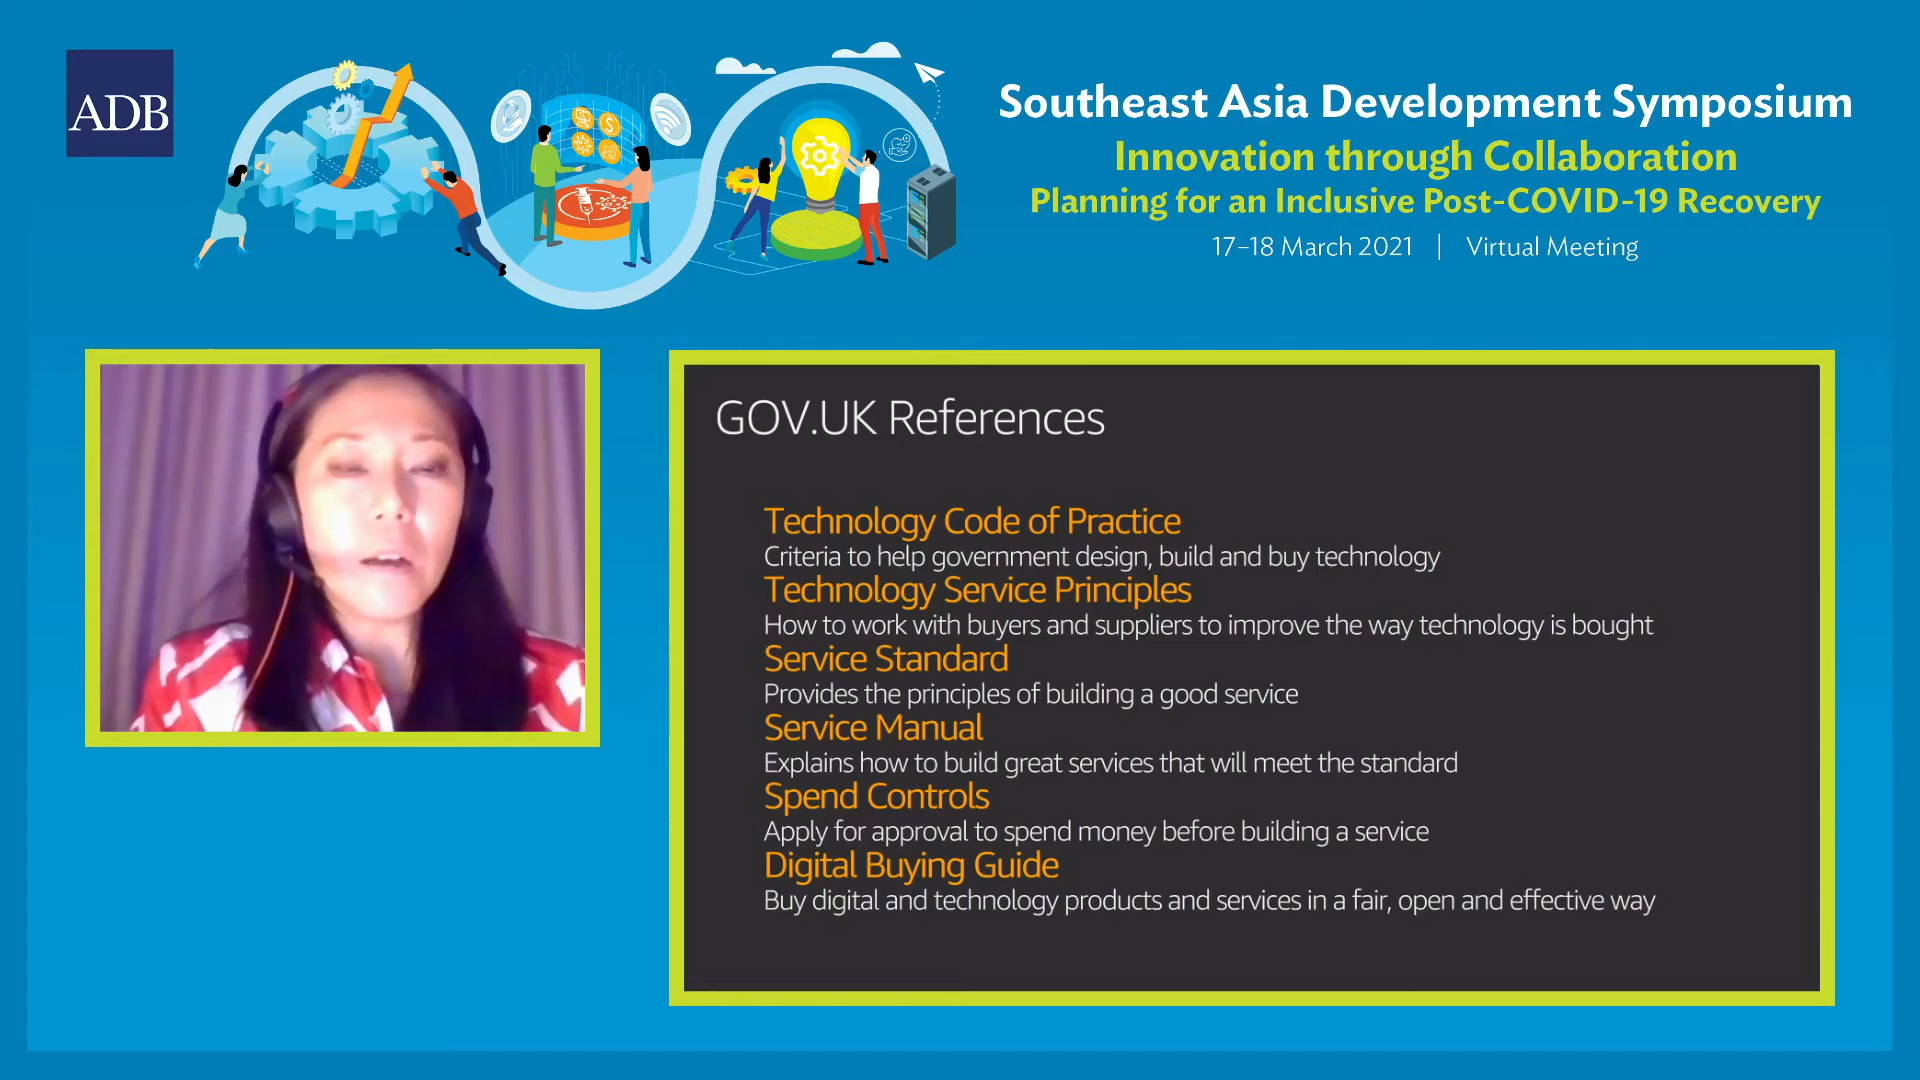 ADB
Southeast Asia Development Symposium
Innovation through Collaboration
Planning for an Inclusive Post-COVID-19 Recovery
17–18 March 2021 | Virtual Meeting
GOV.UK References
Technology Code of Practice
Criteria to help government design, build and buy technology
Technology Service Principles
How to work with buyers and suppliers to improve the way technology is bought
Service Standard
Provides the principles of building a good service
Service Manual
Explains how to build great services that will meet the standard
Spend Controls
Apply for approval to spend money before building a service
Digital Buying Guide
Buy digital and technology products and services in a fair, open and effective way